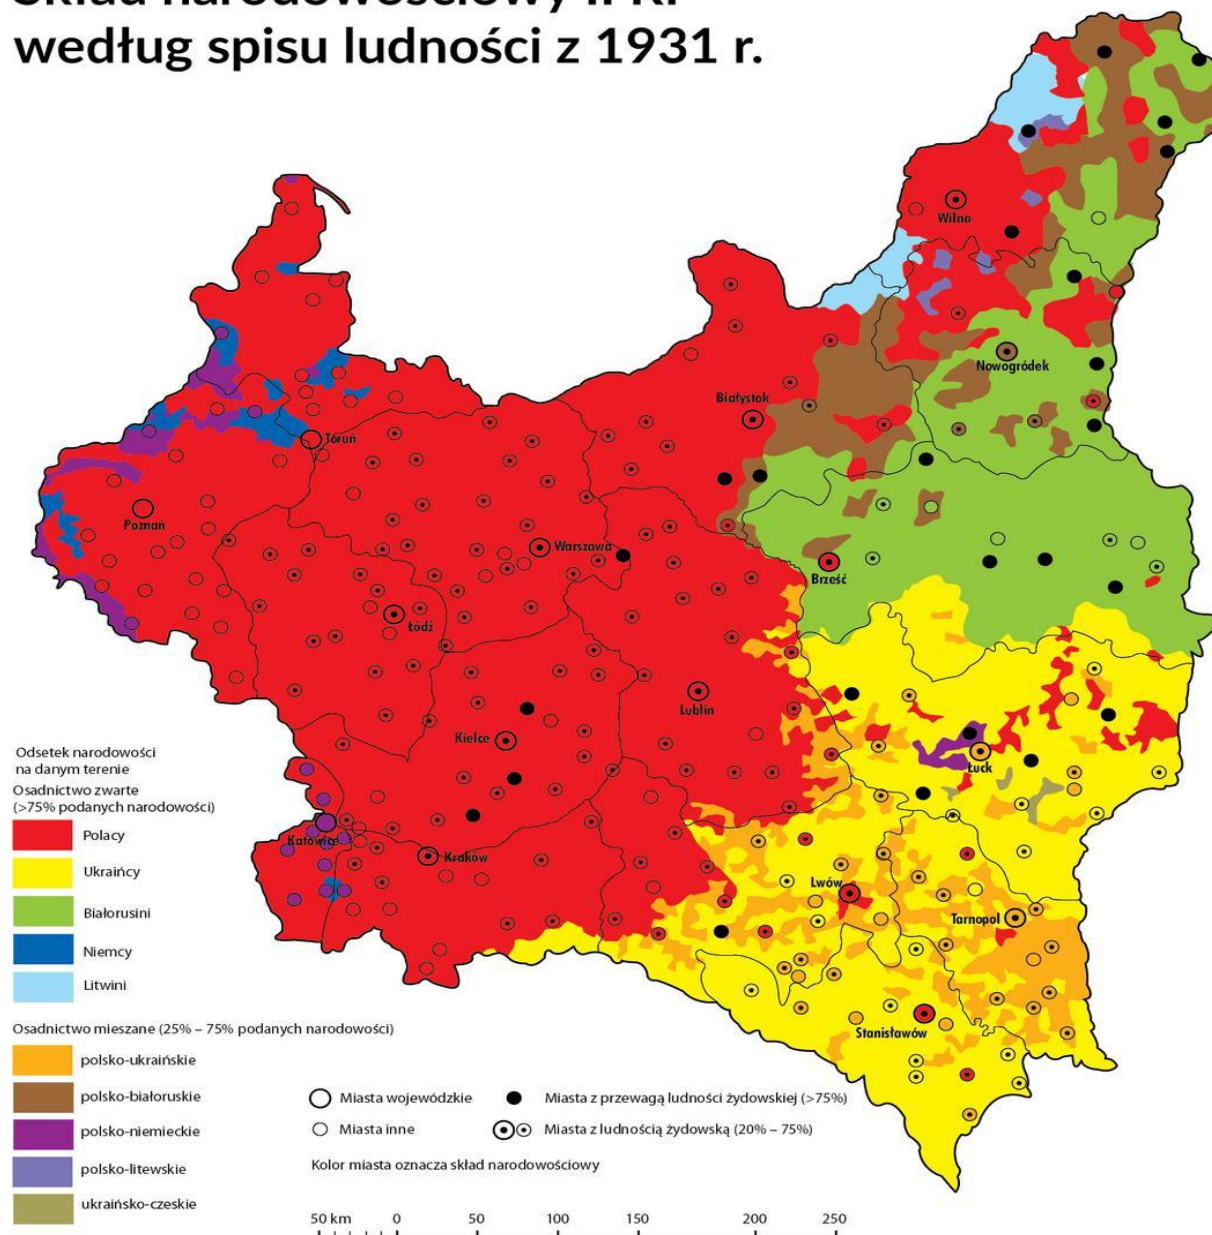 Skład narodowościowy II RP
według spisu ludności z 1931 r.
Wilno
Nowogródek
Białystok
Toruń
Poznań
Warszawa
Brześć
Łódź
Lublin
Kielce
Łuck
Katowice
Kraków
Lwów
Tarnopol
Stanisławów
Odsetek narodowości
na danym terenie
Osadnictwo zwarte
(>75% podanych narodowości)
Polacy
Ukraińcy
Białorusini
Niemcy
Litwini
Osadnictwo mieszane (25% – 75% podanych narodowości)
polsko-ukraińskie
polsko-białoruskie
polsko-niemieckie
polsko-litewskie
ukraińsko-czeskie
Miasta wojewódzkie
Miasta z przewagą ludności żydowskiej (>75%)
Miasta inne
Miasta z ludnością żydowską (20% – 75%)
Kolor miasta oznacza skład narodowościowy
50 km 0 50 100 150 200 250